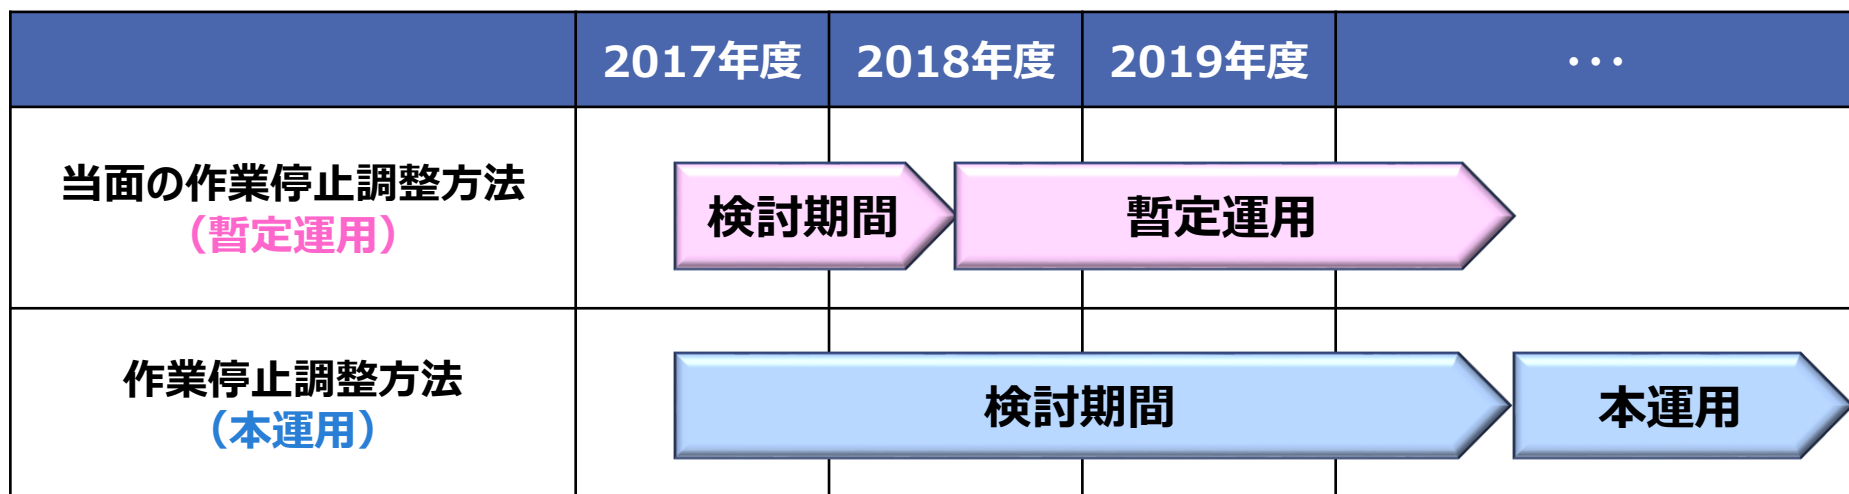 2017年度 2018年度 2019年度 ・・・
当面の作業停止調整方法
（暫定運用）
検討期間 暫定運用
作業停止調整方法
（本運用）
検討期間 本運用